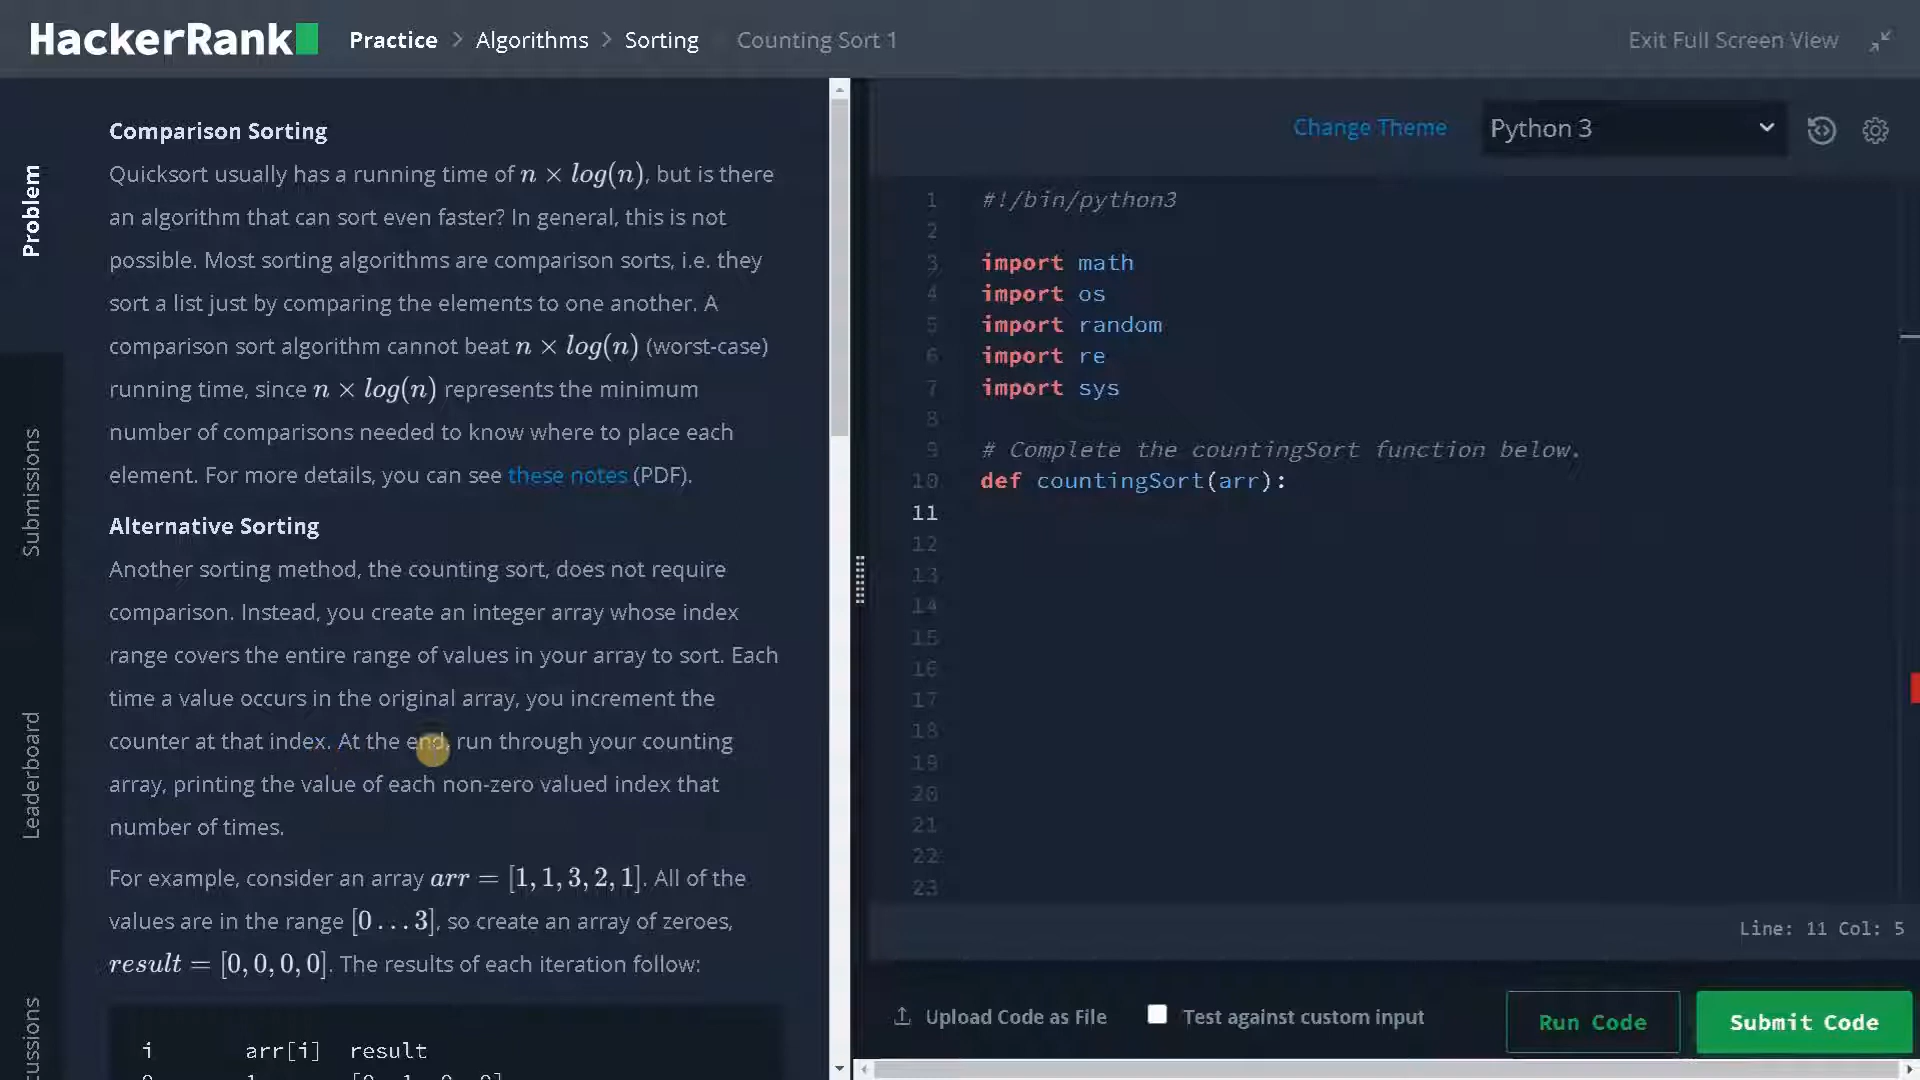 HackerRank Practice > Algorithms > Sorting Counting Sort 1 Exit Full Screen View
Problem
Submissions
Leaderboard
cussions
Comparison Sorting
Quicksort usually has a running time of n × log(n), but is there
an algorithm that can sort even faster? In general, this is not
possible. Most sorting algorithms are comparison sorts, i.e. they
sort a list just by comparing the elements to one another. A
comparison sort algorithm cannot beat n × log(n) (worst-case)
running time, since n × log(n) represents the minimum
number of comparisons needed to know where to place each
element. For more details, you can see these notes (PDF).
Alternative Sorting
Another sorting method, the counting sort, does not require
comparison. Instead, you create an integer array whose index
range covers the entire range of values in your array to sort. Each
time a value occurs in the original array, you increment the
counter at that index. At the end, run through your counting
array, printing the value of each non-zero valued index that
number of times.
For example, consider an array arr = [1, 1, 3, 2, 1]. All of the
values are in the range [0 … 3], so create an array of zeroes,
result = [0, 0, 0, 0]. The results of each iteration follow:
i arr[i] result
Change Theme Python 3
1 #!/bin/python3
2
3 import math
4 import os
5 import random
6 import re
7 import sys
8
9 # Complete the countingSort function below.
10 def countingSort(arr):
11
12
13
14
15
16
17
18
19
20
21
22
23
Line: 11 Col: 5
Upload Code as File Test against custom input Run Code Submit Code